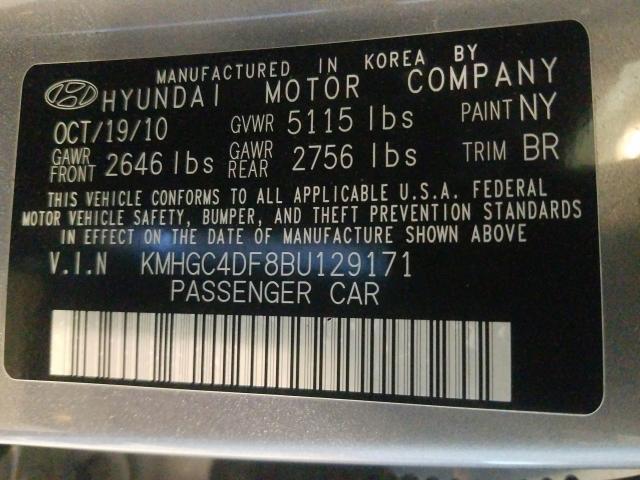 MANUFACTURED IN KOREA BY
HYUNDAI MOTOR COMPANY
OCT/19/10 GVWR 5115 lbs PAINT NY
GAWR FRONT 2646 lbs GAWR REAR 2756 lbs TRIM BR
THIS VEHICLE CONFORMS TO ALL APPLICABLE U.S.A. FEDERAL
MOTOR VEHICLE SAFETY, BUMPER, AND THEFT PREVENTION STANDARDS
IN EFFECT ON THE DATE OF MANUFACTURE SHOWN ABOVE
V.I.N KMHGC4DF8BU129171
PASSENGER CAR